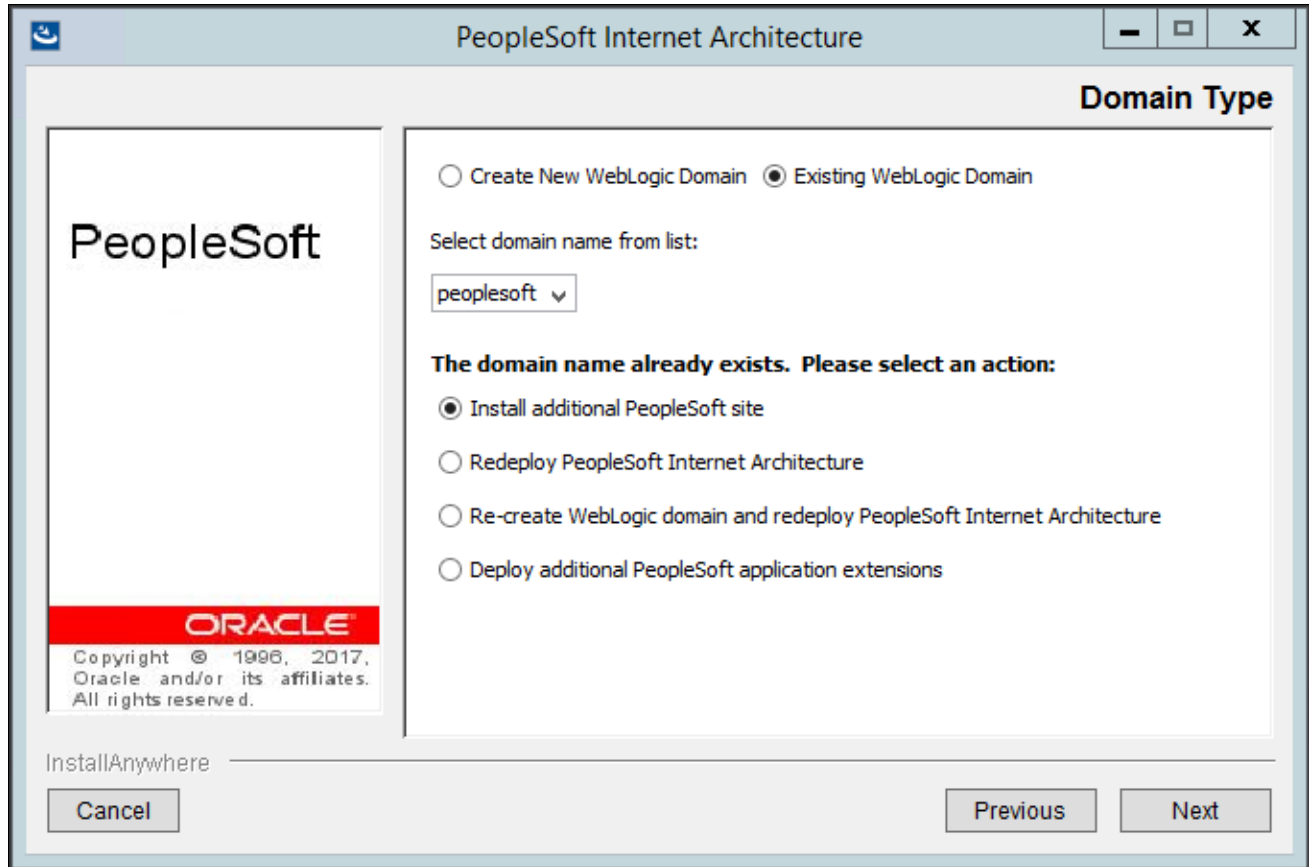 PeopleSoft Internet Architecture
Domain Type
PeopleSoft
ORACLE
Copyright © 1996, 2017,
Oracle and/or its affiliates.
All rights reserved.
Create New WebLogic Domain Existing WebLogic Domain
Select domain name from list:
peoplesoft
The domain name already exists. Please select an action:
Install additional PeopleSoft site
Redeploy PeopleSoft Internet Architecture
Re-create WebLogic domain and redeploy PeopleSoft Internet Architecture
Deploy additional PeopleSoft application extensions
InstallAnywhere
Cancel Previous Next